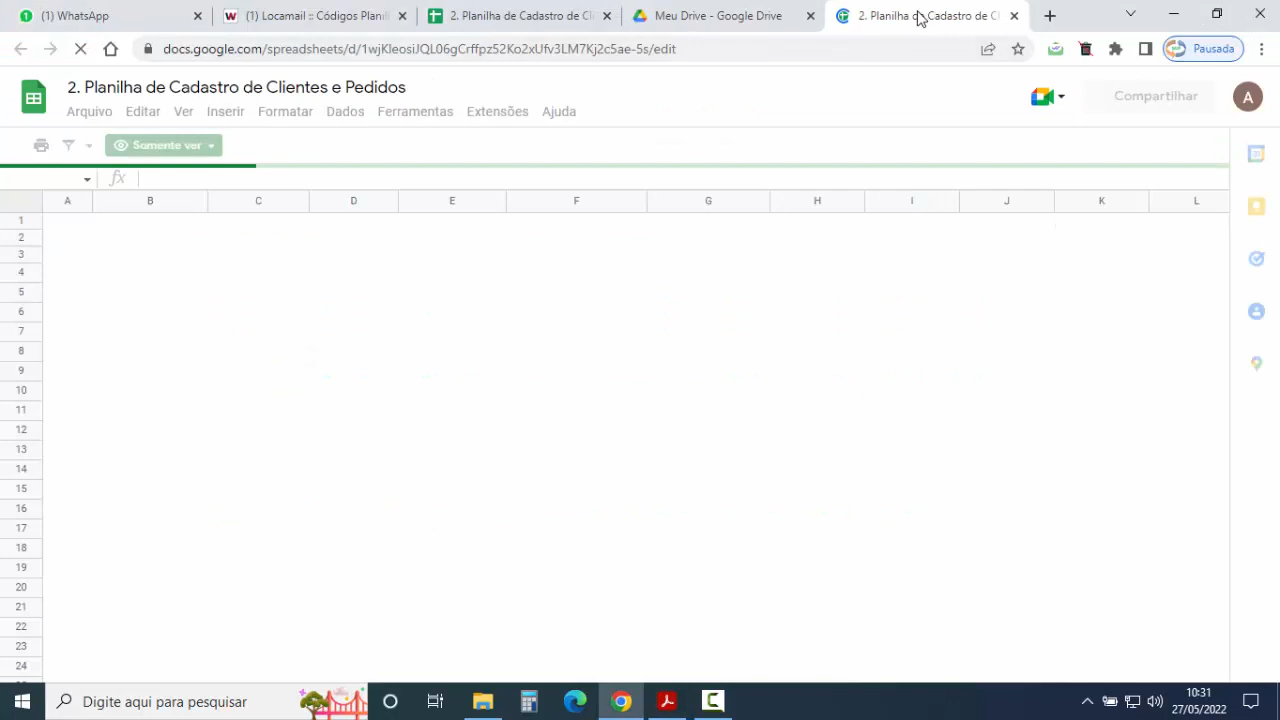 (1) WhatsApp
(1) Locamail :: Códigos Planil
2. Planilha de Cadastro de Cli
Meu Drive - Google Drive
2. Planilha de Cadastro de Cl
docs.google.com/spreadsheets/d/1wjKleosiJQL06gCrffpz52Ko2xUfv3LM7Kj2c5ae-5s/edit
Pausada
2. Planilha de Cadastro de Clientes e Pedidos
Arquivo Editar Ver Inserir Formatar Dados Ferramentas Extensões Ajuda
Compartilhar
A
Somente ver
fx
A B C D E F G H I J K L
1
2
3
4
5
6
7
8
9
10
11
12
13
14
15
16
17
18
19
20
21
22
23
24
Digite aqui para pesquisar
10:31
27/05/2022